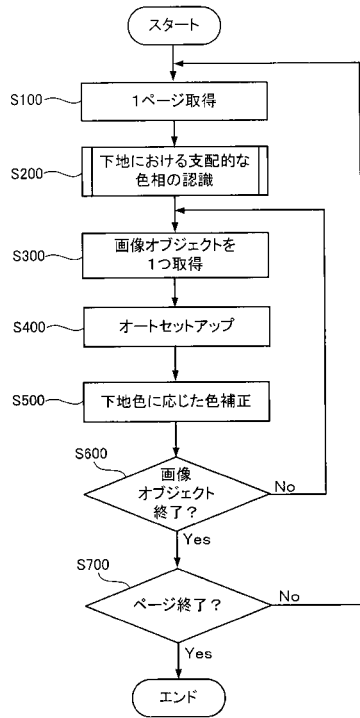 スタート
S100
1ページ取得
S200
下地における支配的な
色相の認識
S300
画像オブジェクトを
1つ取得
S400
オートセットアップ
S500
下地色に応じた色補正
S600
画像
オブジェクト
終了?
No
Yes
S700
ページ終了?
No
Yes
エンド